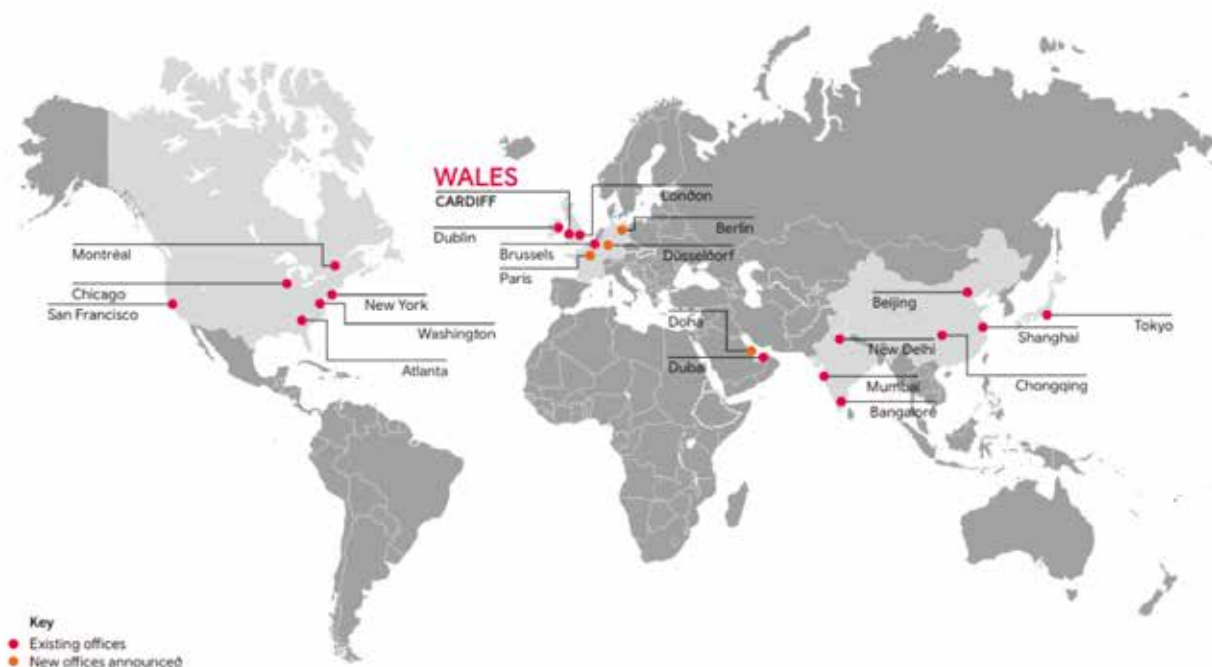 WALES
CARDIFF
London
Dublin
Berlin
Brussels
Düsseldorf
Paris
Montréal
Chicago
San Francisco
New York
Washington
Atlanta
Doha
Dubai
Beijing
Shanghai
Tokyo
New Delhi
Mumbai
Chongqing
Bangalore
Key
Existing offices
New offices announced